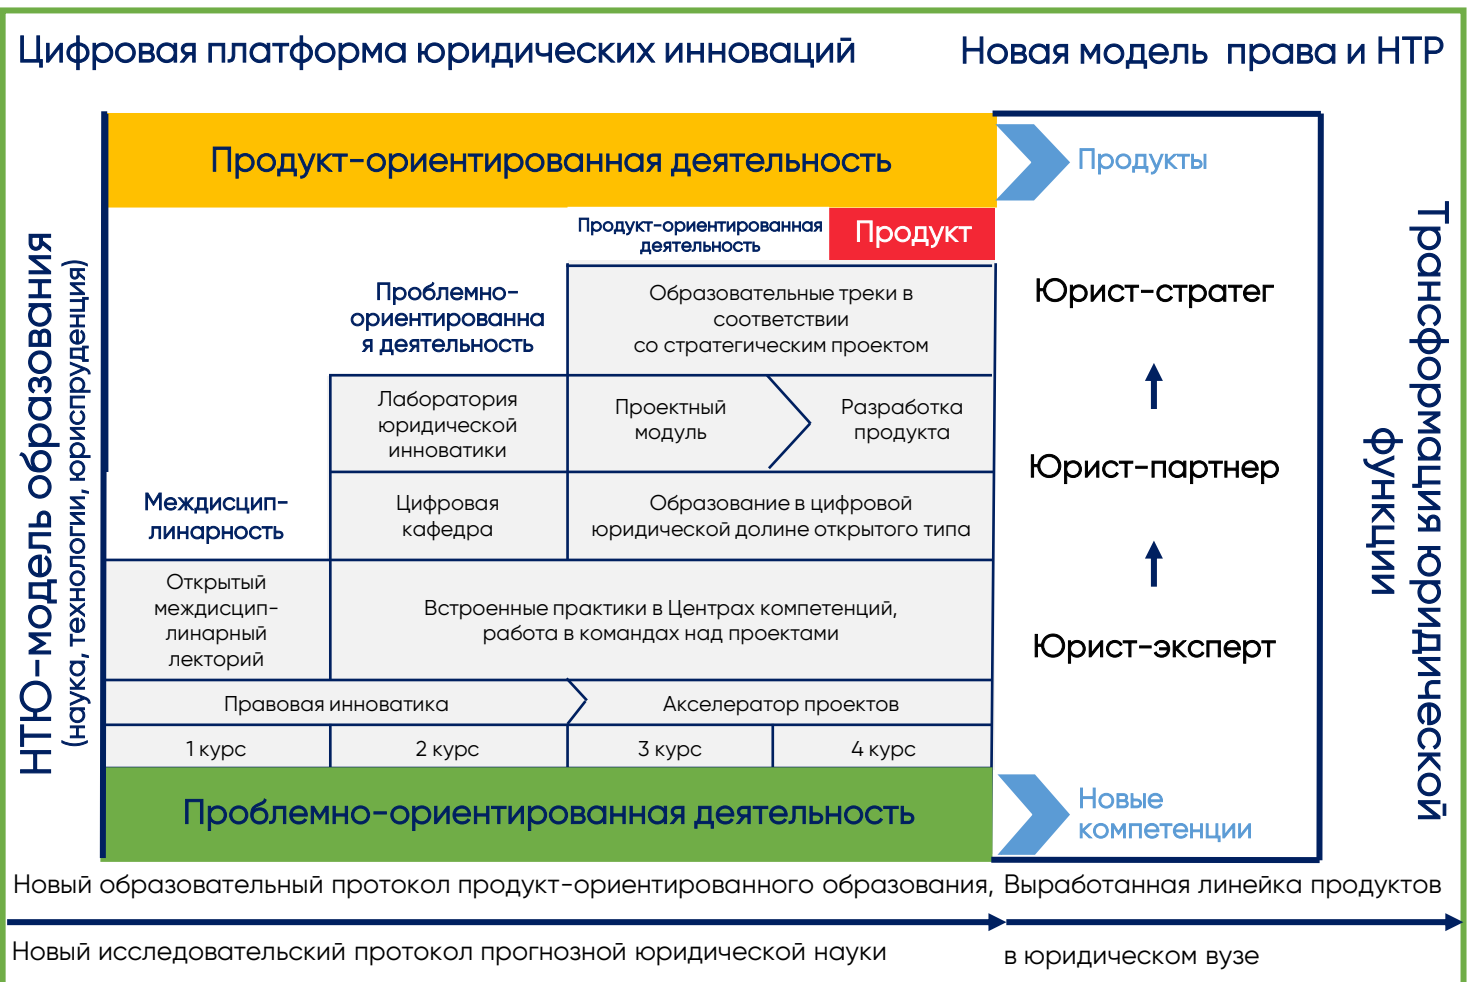 Цифровая платформа юридических инноваций
Новая модель права и НТР
НТЮ-модель образования
(наука, технологии, юриспруденция)
Продукт-ориентированная деятельность
Продукты
Продукт-ориентированная
деятельность
Продукт
Проблемно-
ориентированна
я деятельность
Образовательные треки в
соответствии
со стратегическим проектом
Лаборатория
юридической
инноватики
Проектный
модуль
Разработка
продукта
Междисцип-
линарность
Цифровая
кафедра
Образование в цифровой
юридической долине открытого типа
Открытый
междисцип-
линарный
лекторий
Встроенные практики в Центрах компетенций,
работа в командах над проектами
Правовая инноватика
Акселератор проектов
1 курс
2 курс
3 курс
4 курс
Проблемно-ориентированная деятельность
Новые
компетенции
Юрист-стратег
Юрист-партнер
Юрист-эксперт
Трансформация юридической
функции
Новый образовательный протокол продукт-ориентированного образования,
Новый исследовательский протокол прогнозной юридической науки
Выработанная линейка продуктов
в юридическом вузе